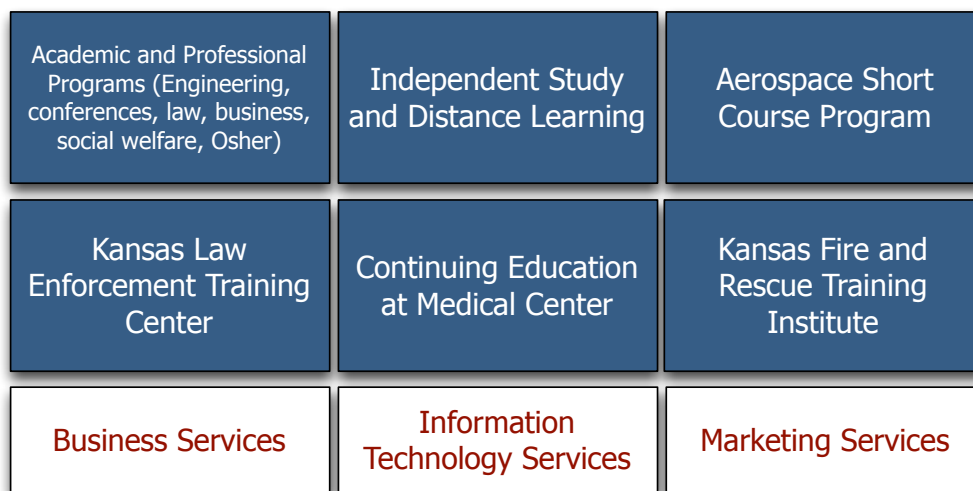 Academic and Professional
Programs (Engineering,
conferences, law, business,
social welfare, Osher)
Independent Study
and Distance Learning
Aerospace Short
Course Program
Kansas Law
Enforcement Training
Center
Continuing Education
at Medical Center
Kansas Fire and
Rescue Training
Institute
Business Services
Information
Technology Services
Marketing Services